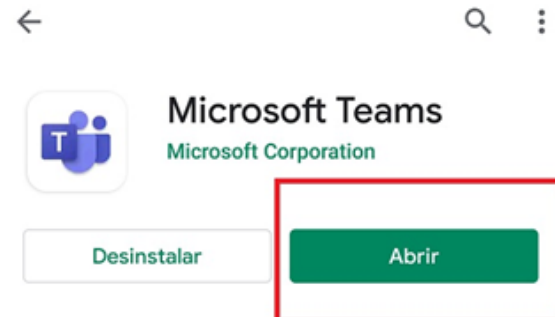 Microsoft Teams
T
Microsoft Corporation
Desinstalar
Abrir